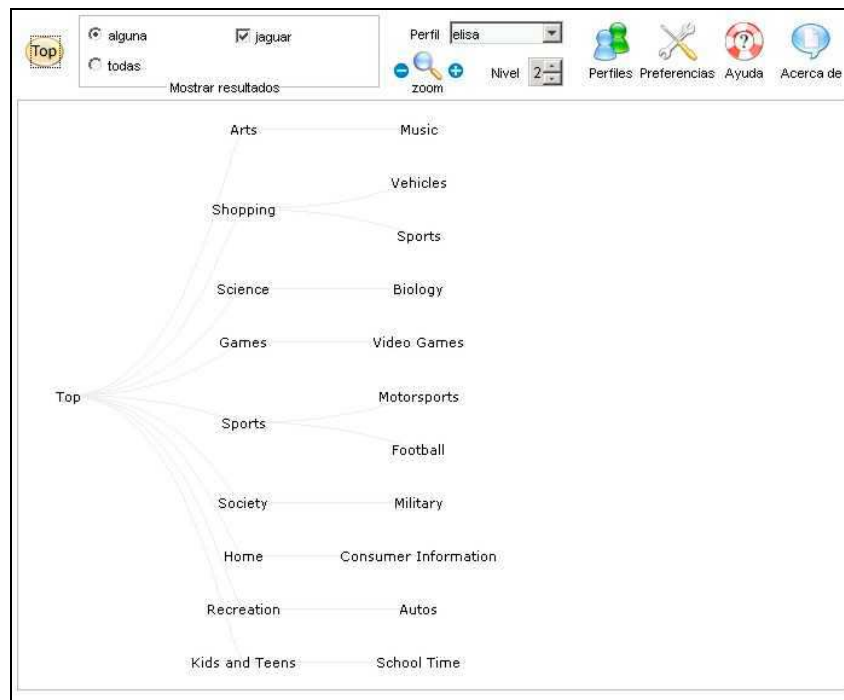 Top
alguna
jaguar
todas
Mostrar resultados
Perfil elisa
zoom
Nivel 2
Perfiles Preferencias Ayuda Acerca de
Arts Music
Vehicles
Shopping
Sports
Science Biology
Games Video Games
Top
Motorsports
Sports
Football
Society Military
Home Consumer Information
Recreation Autos
Kids and Teens School Time